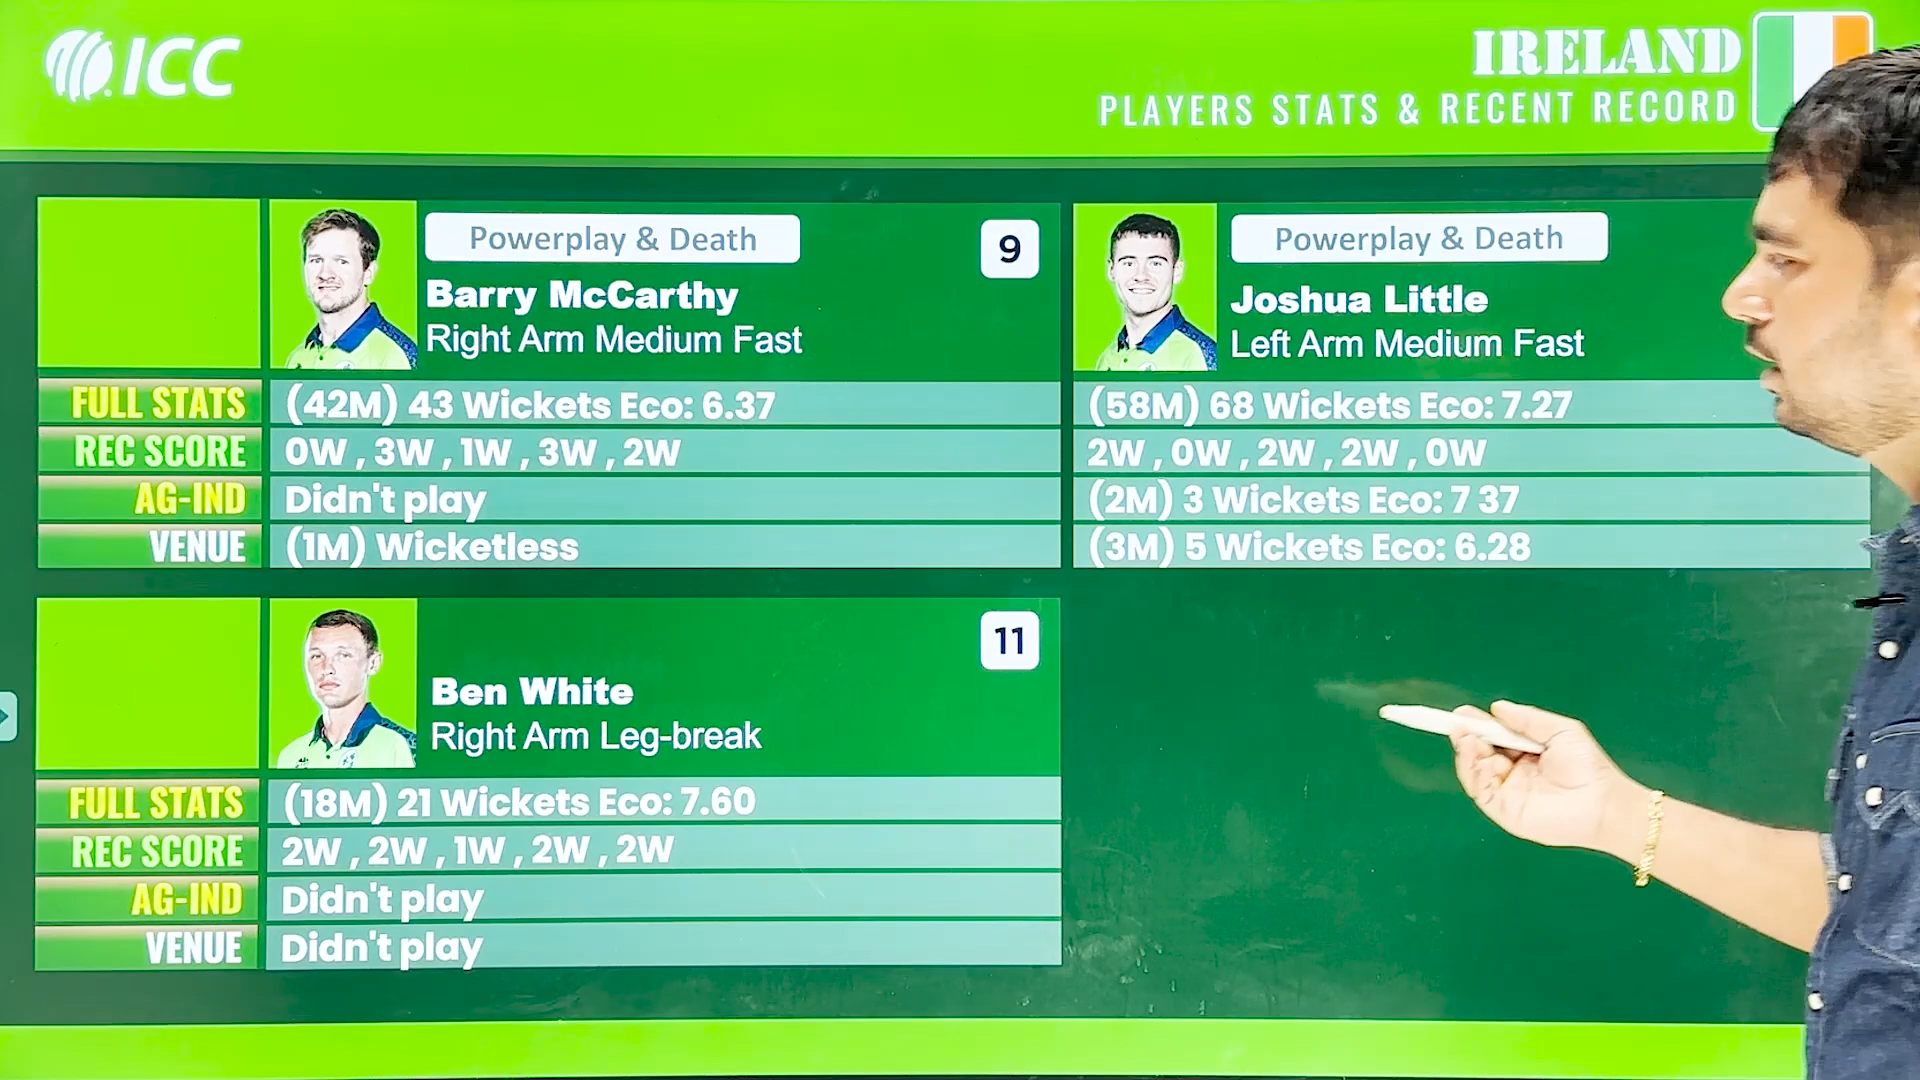 ICC
IRELAND
PLAYERS STATS & RECENT RECORD
Powerplay & Death
9
Barry McCarthy
Right Arm Medium Fast
FULL STATS (42M) 43 Wickets Eco: 6.37
REC SCORE 0W , 3W , 1W , 3W , 2W
AG-IND Didn't play
VENUE (1M) Wicketless
Powerplay & Death
Joshua Little
Left Arm Medium Fast
(58M) 68 Wickets Eco: 7.27
2W , 0W , 2W , 2W , 0W
(2M) 3 Wickets Eco: 7 37
(3M) 5 Wickets Eco: 6.28
11
Ben White
Right Arm Leg-break
FULL STATS (18M) 21 Wickets Eco: 7.60
REC SCORE 2W , 2W , 1W , 2W , 2W
AG-IND Didn't play
VENUE Didn't play